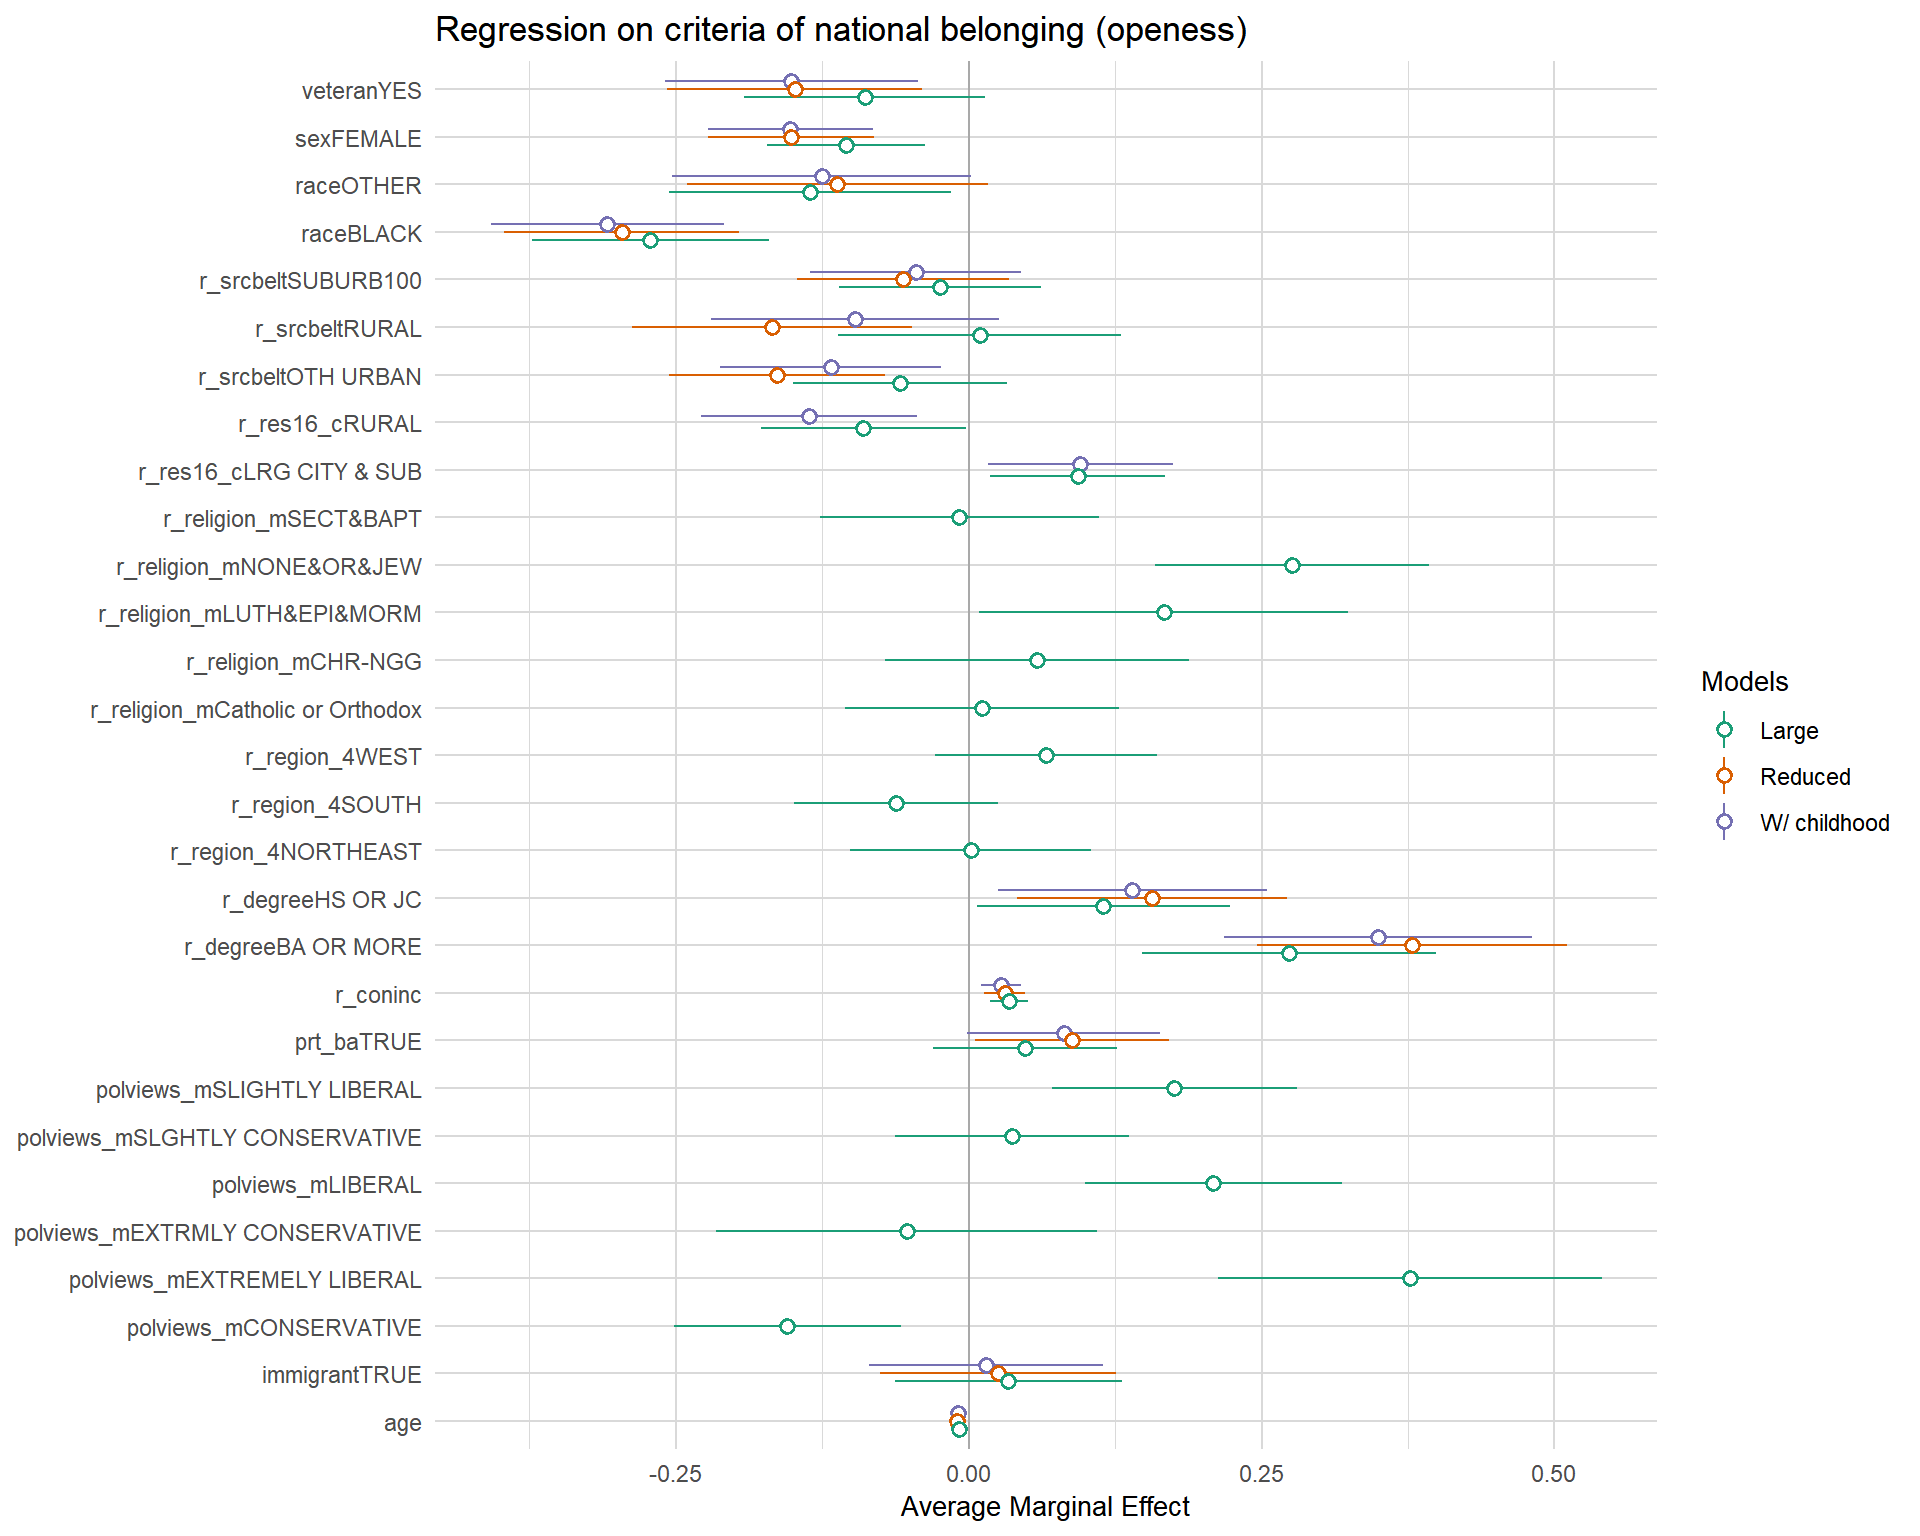 Regression on criteria of national belonging (openess)
veteranYES
sexFEMALE
raceOTHER
raceBLACK
r_srcbeltSUBURB100
r_srcbeltRURAL
r_srcbeltOTH URBAN
r_res16_cRURAL
r_res16_cLRG CITY & SUB
r_religion_mSECT&BAPT
r_religion_mNONE&OR&JEW
r_religion_mLUTH&EPI&MORM
r_religion_mCHR-NGG
r_religion_mCatholic or Orthodox
r_region_4WEST
r_region_4SOUTH
r_region_4NORTHEAST
r_degreeHS OR JC
r_degreeBA OR MORE
r_coninc
prt_baTRUE
polviews_mSLIGHTLY LIBERAL
polviews_mSLGHTLY CONSERVATIVE
polviews_mLIBERAL
polviews_mEXTRMLY CONSERVATIVE
polviews_mEXTREMELY LIBERAL
polviews_mCONSERVATIVE
immigrantTRUE
age
-0.25 0.00 0.25 0.50
Average Marginal Effect
Models
Large
Reduced
W/ childhood